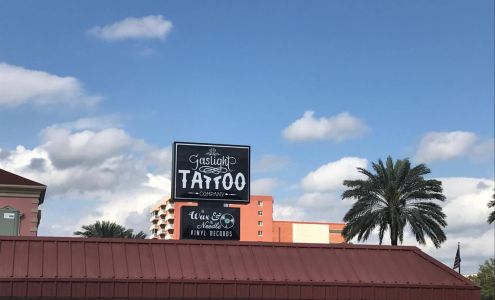 Gaslight
TATTOO
COMPANY
Wax &
Needle
VINYL RECORDS